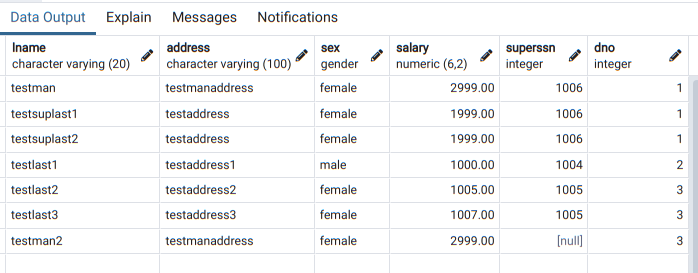 Data Output Explain Messages Notifications
lname address sex salary superssn dno
character varying (20) character varying (100) gender numeric (6,2) integer integer
testman testmanaddress female 2999.00 1006 1
testsuplast1 testaddress female 1999.00 1006 1
testsuplast2 testaddress female 1999.00 1006 1
testlast1 testaddress1 male 1000.00 1004 2
testlast2 testaddress2 female 1005.00 1005 3
testlast3 testaddress3 female 1007.00 1005 3
testman2 testmanaddress female 2999.00 [null] 3